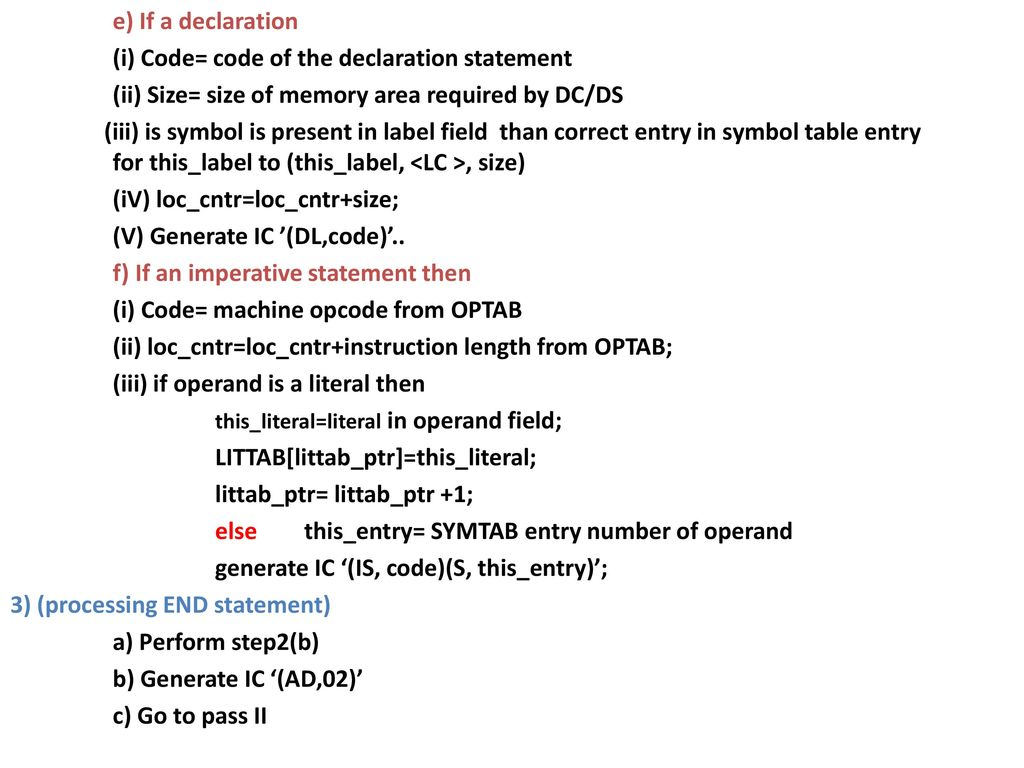 e) If a declaration
(i) Code= code of the declaration statement
(ii) Size= size of memory area required by DC/DS
(iii) is symbol is present in label field  than correct entry in symbol table entry
for this_label to (this_label, <LC >, size)
(iV) loc_cntr=loc_cntr+size;
(V) Generate IC ’(DL,code)’..
f) If an imperative statement then
(i) Code= machine opcode from OPTAB
(ii) loc_cntr=loc_cntr+instruction length from OPTAB;
(iii) if operand is a literal then
this_literal=literal in operand field;
LITTAB[littab_ptr]=this_literal;
littab_ptr= littab_ptr +1;
else this_entry= SYMTAB entry number of operand
generate IC ‘(IS, code)(S, this_entry)’;
3) (processing END statement)
a) Perform step2(b)
b) Generate IC ‘(AD,02)’
c) Go to pass II